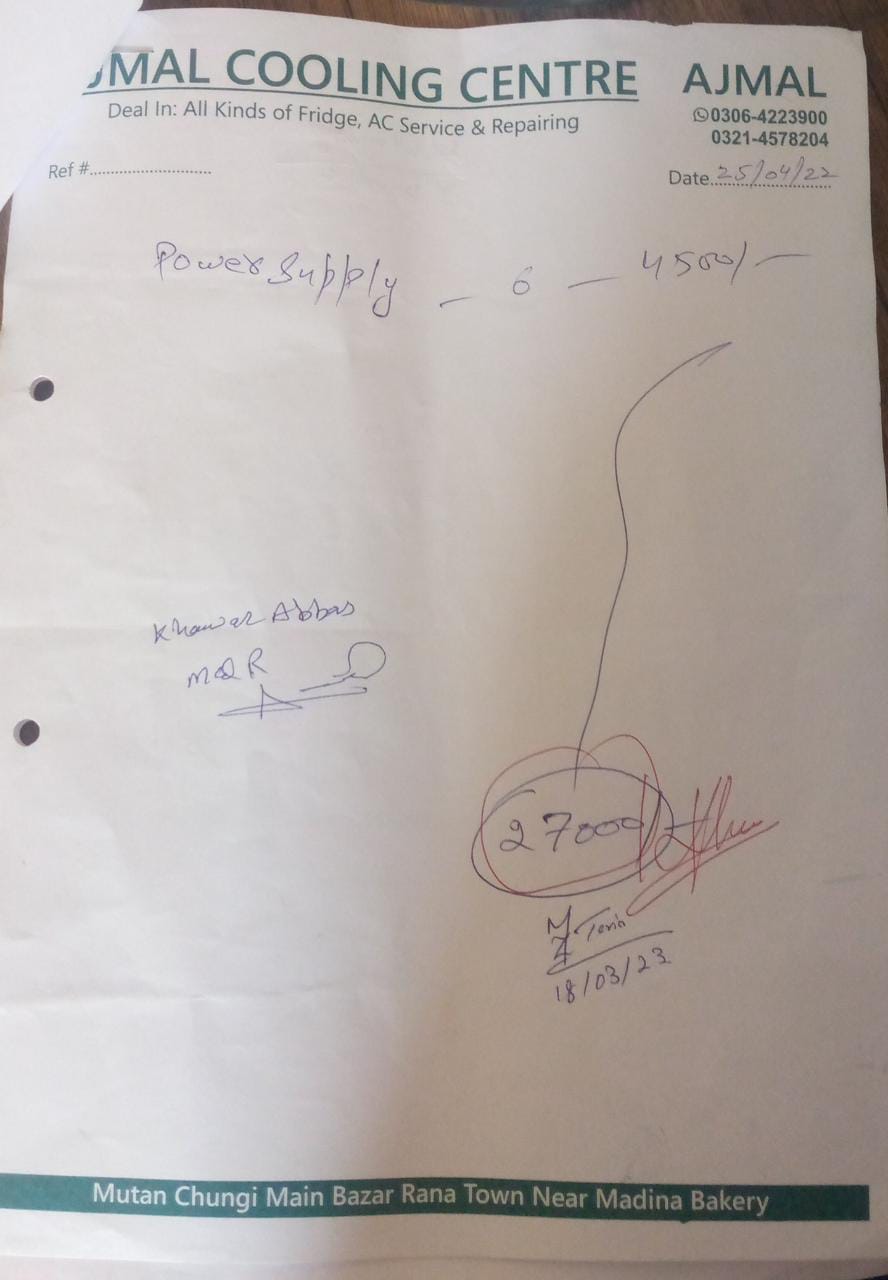 JMAL COOLING CENTRE
Deal In: All Kinds of Fridge, AC Service & Repairing
AJMAL
0306-4223900
0321-4578204
Ref #..............................
Date..25/04/22
Power Supply - 6 - 4500/-
Khawar Abbas
27000
18/03/23
Mutan Chungi Main Bazar Rana Town Near Madina Bakery